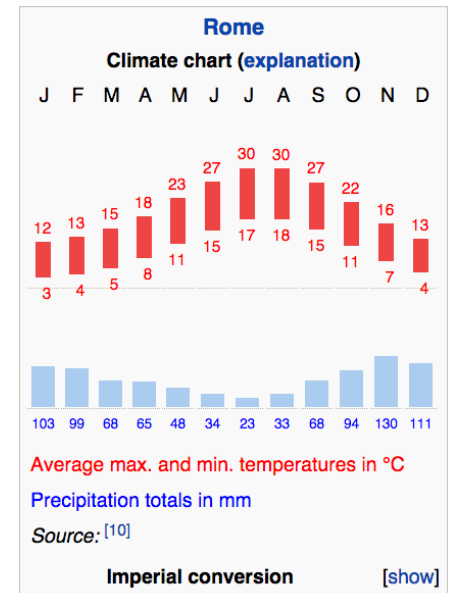 Rome
Climate chart (explanation)
J F M A M J J A S O N D
12 13 15 18 23 27 30 30 27 22 16 13
3 4 5 8 11 15 17 18 15 11 7 4
103 99 68 65 48 34 23 33 68 94 130 111
Average max. and min. temperatures in °C
Precipitation totals in mm
Source: [10]
Imperial conversion [show]